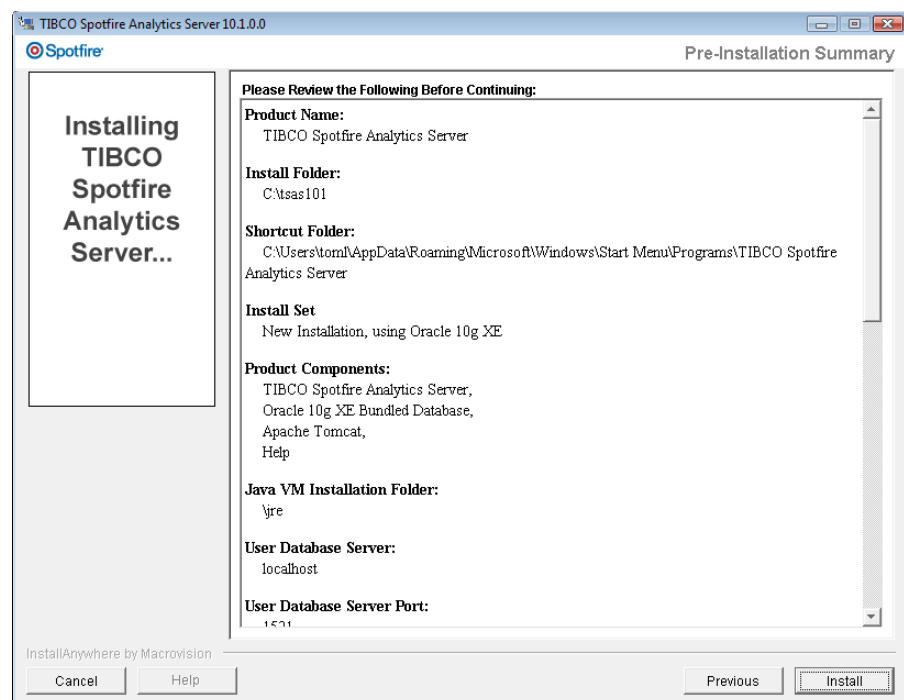 TIBCO Spotfire Analytics Server 10.1.0.0
Spotfire
Pre-Installation Summary
Installing
TIBCO
Spotfire
Analytics
Server...
Please Review the Following Before Continuing:
Product Name:
TIBCO Spotfire Analytics Server
Install Folder:
C:\tsas101
Shortcut Folder:
C:\Users\toml\AppData\Roaming\Microsoft\Windows\Start Menu\Programs\TIBCO Spotfire
Analytics Server
Install Set
New Installation, using Oracle 10g XE
Product Components:
TIBCO Spotfire Analytics Server,
Oracle 10g XE Bundled Database,
Apache Tomcat,
Help
Java VM Installation Folder:
\jre
User Database Server:
localhost
User Database Server Port:
1521
InstallAnywhere by Macrovision
Cancel
Help
Previous
Install